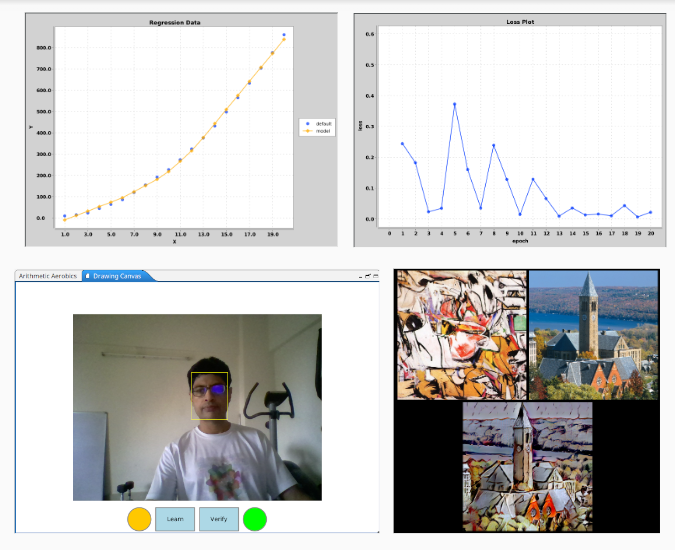 Regression Data
800.0
700.0
600.0
500.0
400.0
300.0
200.0
100.0
0.0
Y
1.0 3.0 5.0 7.0 9.0 11.0 13.0 15.0 17.0 19.0
X
default
model
Loss Plot
0.6
0.5
0.4
0.3
0.2
0.1
0.0
loss
0 1 2 3 4 5 6 7 8 9 10 11 12 13 14 15 16 17 18 19 20
epoch
Arithmetic Aerobics Drawing Canvas
Learn Verify